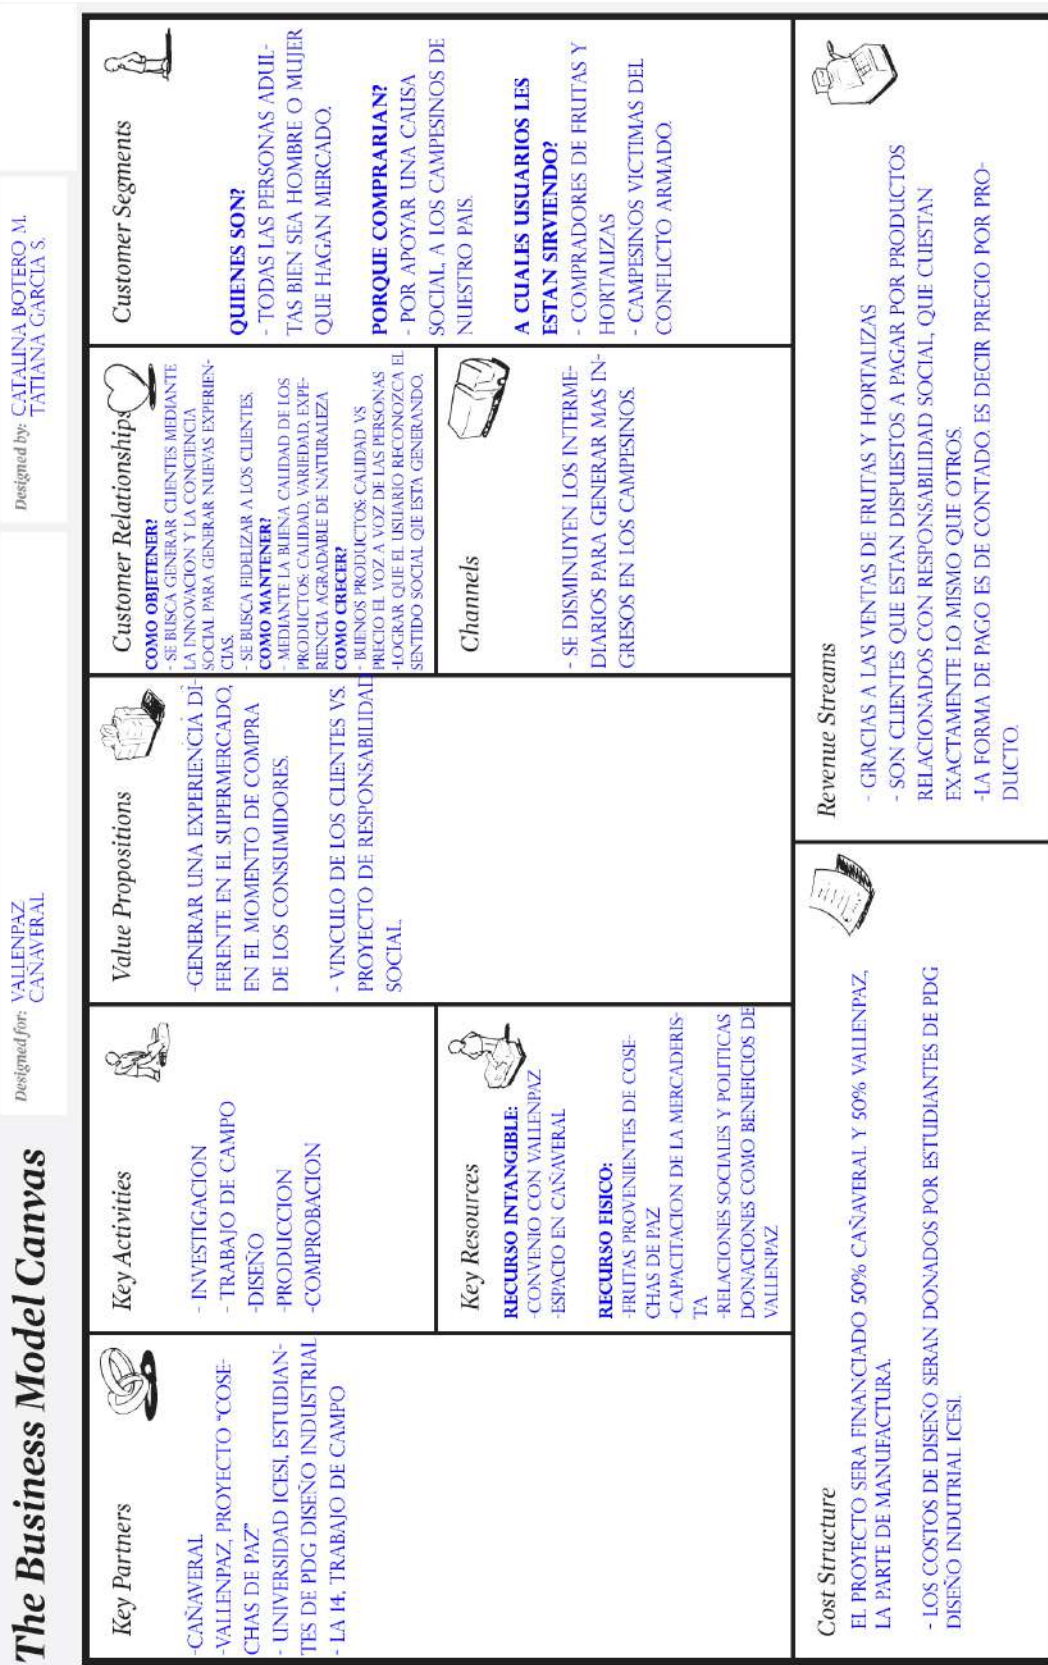 The Business Model Canvas
Designed for: VALLENPAZ
CAÑAVERAL
Designed by: CATALINA BOTERO M.
TATIANA GARCIA S.
Key Partners
-CAÑAVERAL
-VALLENPAZ, PROYECTO "COSE-
CHAS DE PAZ"
- UNIVERSIDAD ICESI, ESTUDIAN-
TES DE PDG DISEÑO INDUSTRIAL
- LA 14, TRABAJO DE CAMPO
Key Activities
- INVESTIGACION
- TRABAJO DE CAMPO
-DISEÑO
-PRODUCCION
-COMPROBACION
Key Resources
RECURSO INTANGIBLE:
-CONVENIO CON VALLENPAZ
-ESPACIO EN CAÑAVERAL
RECURSO FISICO:
-FRUTAS PROVENIENTES DE COSE-
CHAS DE PAZ
-CAPACITACION DE LA MERCADERIS-
TA
-RELACIONES SOCIALES Y POLITICAS
DONACIONES COMO BENEFICIOS DE
VALLENPAZ
Value Propositions
-GENERAR UNA EXPERIENCIA DI-
FERENTE EN EL SUPERMERCADO,
EN EL MOMENTO DE COMPRA
DE LOS CONSUMIDORES.
- VINCULO DE LOS CLIENTES VS.
PROYECTO DE RESPONSABILIDAD
SOCIAL.
Customer Relationships
COMO OBJETENER?
- SE BUSCA GENERAR CLIENTES MEDIANTE
LA INNOVACION Y LA CONCIENCIA
SOCIAL PARA GENERAR NUEVAS EXPERIEN-
CIAS.
- SE BUSCA FIDELIZAR A LOS CLIENTES.
COMO MANTENER?
- MEDIANTE LA BUENA CALIDAD DE LOS
PRODUCTOS; CALIDAD, VARIEDAD, EXPE-
RIENCIA AGRADABLE DE NATURALEZA
COMO CRECER?
- BUENOS PRODUCTOS; CALIDAD VS
PRECIO EL VOZ A VOZ DE LAS PERSONAS
-LOGRAR QUE EL USUARIO RECONOZCA EL
SENTIDO SOCIAL QIE ESTA GENERANDO.
Channels
- SE DISMINUYEN LOS INTERME-
DIARIOS PARA GENERAR MAS IN-
GRESOS EN LOS CAMPESINOS.
Customer Segments
QUIENES SON?
- TODAS LAS PERSONAS ADUL-
TAS BIEN SEA HOMBRE O MUJER
QUE HAGAN MERCADO.
PORQUE COMPRARIAN?
- POR APOYAR UNA CAUSA
SOCIAL, A LOS CAMPESINOS DE
NUESTRO PAIS.
A CUALES USUARIOS LES
ESTAN SIRVIENDO?
- COMPRADORES DE FRUTAS Y
HORTALIZAS
- CAMPESINOS VICTIMAS DEL
CONFLICTO ARMADO.
Cost Structure
EL PROYECTO SERA FINANCIADO 50% CAÑAVERAL Y 50% VALLENPAZ,
LA PARTE DE MANUFACTURA.
- LOS COSTOS DE DISEÑO SERAN DONADOS POR ESTUDIANTES DE PDG
DISEÑO INDUTRIAL ICESI.
Revenue Streams
- GRACIAS A LAS VENTAS DE FRUTAS Y HORTALIZAS
- SON CLIENTES QUE ESTAN DISPUESTOS A PAGAR POR PRODUCTOS
RELACIONADOS CON RESPONSABILIDAD SOCIAL, QUE CUESTAN
EXACTAMENTE LO MISMO QUE OTROS.
-LA FORMA DE PAGO ES DE CONTADO, ES DECIR PRECIO POR PRO-
DUCTO.